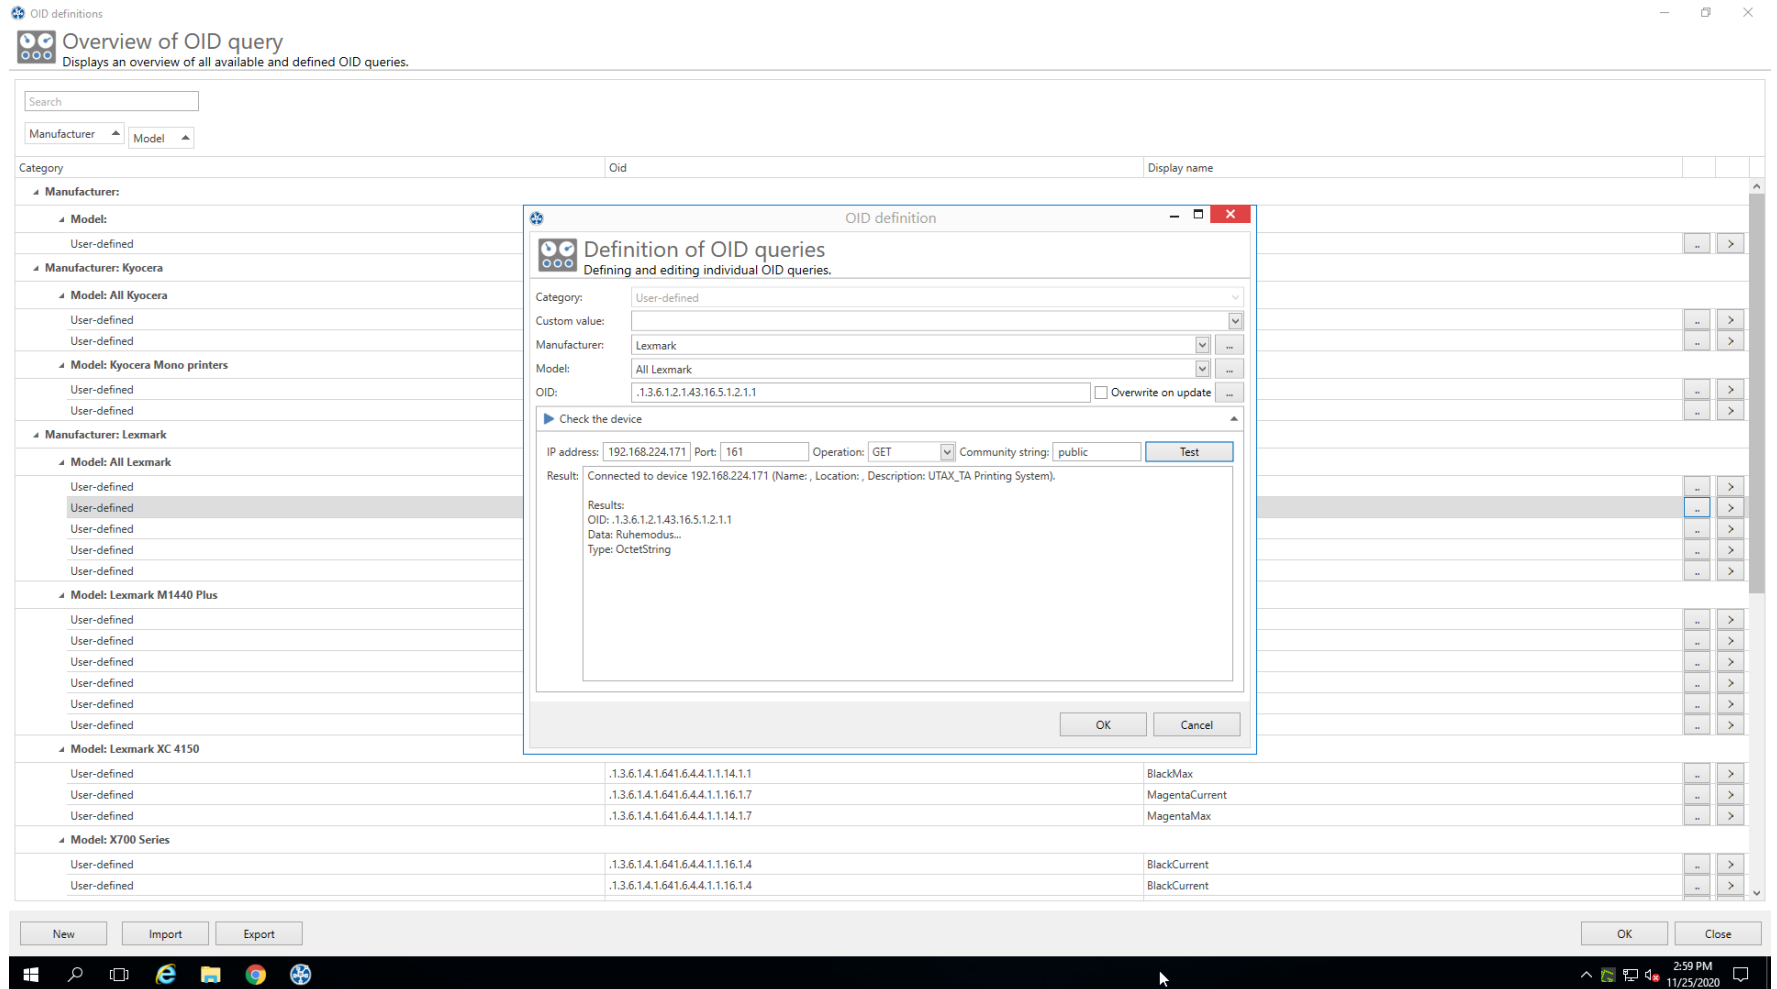 OID definitions
Overview of OID query
Displays an overview of all available and defined OID queries.
Search
Manufacturer
Model
Category Oid Display name
Manufacturer:
Model:
User-defined .. >
Manufacturer: Kyocera
Model: All Kyocera
User-defined .. >
User-defined .. >
Model: Kyocera Mono printers
User-defined .. >
User-defined .. >
Manufacturer: Lexmark
Model: All Lexmark
User-defined .. >
User-defined .. >
User-defined .. >
User-defined .. >
User-defined .. >
Model: Lexmark M1440 Plus
User-defined .. >
User-defined .. >
User-defined .. >
User-defined .. >
User-defined .. >
User-defined .. >
Model: Lexmark XC 4150
User-defined .1.3.6.1.4.1.641.6.4.4.1.1.14.1.1 BlackMax .. >
User-defined .1.3.6.1.4.1.641.6.4.4.1.1.16.1.7 MagentaCurrent .. >
User-defined .1.3.6.1.4.1.641.6.4.4.1.1.14.1.7 MagentaMax .. >
Model: X700 Series
User-defined .1.3.6.1.4.1.641.6.4.4.1.1.16.1.4 BlackCurrent .. >
User-defined .1.3.6.1.4.1.641.6.4.4.1.1.16.1.4 BlackCurrent .. >
OID definition
Definition of OID queries
Defining and editing individual OID queries.
Category: User-defined
Custom value:
Manufacturer: Lexmark ...
Model: All Lexmark ...
OID: .1.3.6.1.2.1.43.16.5.1.2.1.1 Overwrite on update ...
Check the device
IP address: 192.168.224.171 Port: 161 Operation: GET Community string: public Test
Result: Connected to device 192.168.224.171 (Name: , Location: , Description: UTAX_TA Printing System).
Results:
OID: .1.3.6.1.2.1.43.16.5.1.2.1.1
Data: Ruhemodus...
Type: OctetString
OK Cancel
New Import Export OK Close
2:59 PM
11/25/2020